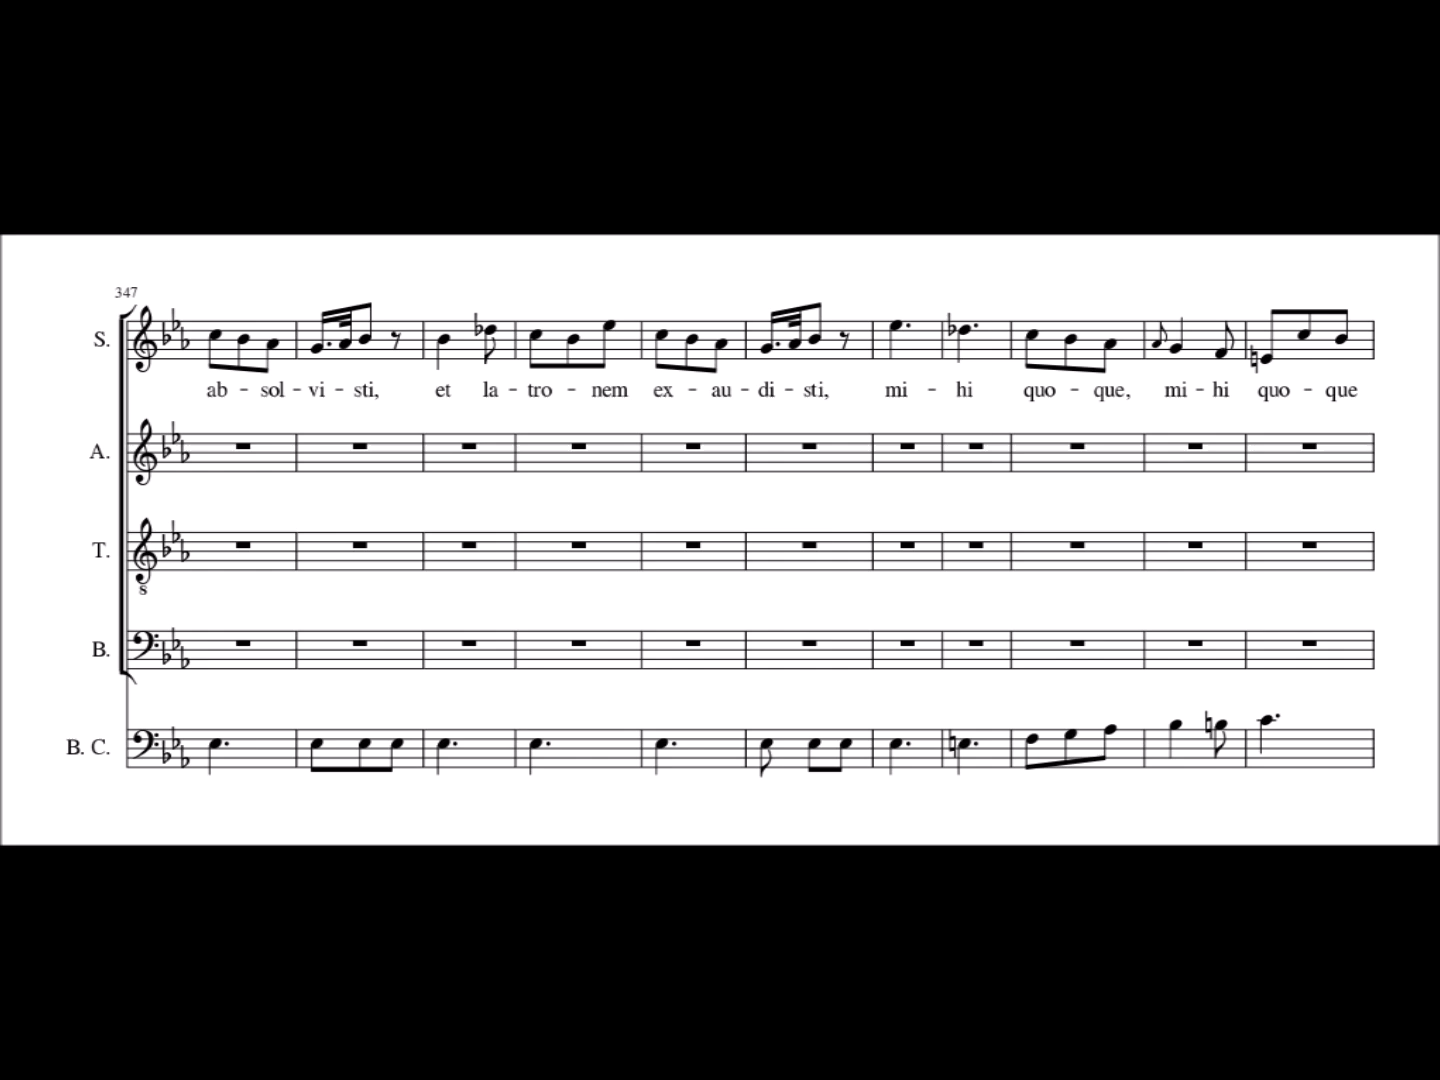 347
S.
ab - sol - vi - sti, et la - tro - nem ex - au - di - sti, mi - hi quo - que, mi - hi quo - que
A.
T.
8
B.
B. C.